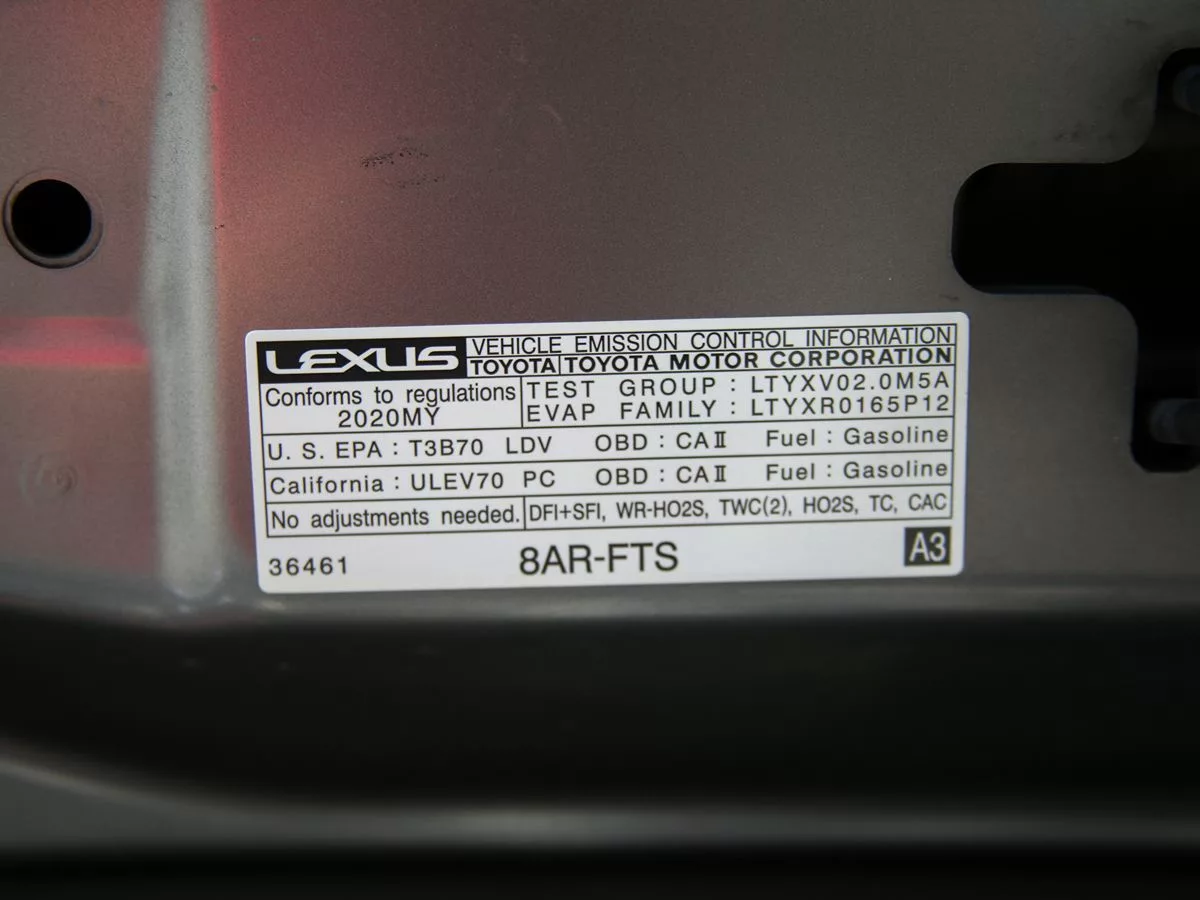 LEXUS VEHICLE EMISSION CONTROL INFORMATION
TOYOTA TOYOTA MOTOR CORPORATION
Conforms to regulations TEST GROUP : LTYXV02.0M5A
2020MY EVAP FAMILY : LTYXR0165P12
U. S. EPA : T3B70 LDV OBD : CAⅡ Fuel : Gasoline
California : ULEV70 PC OBD : CAⅡ Fuel : Gasoline
No adjustments needed. DFI+SFI, WR-HO2S, TWC(2), HO2S, TC, CAC
36461 8AR-FTS A3